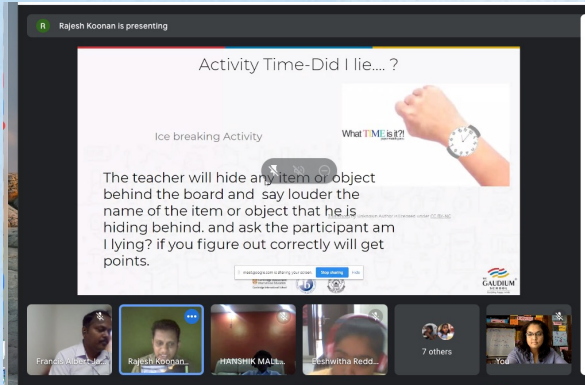 R Rajesh Koonan is presenting
Activity Time-Did I lie.... ?
Ice breaking Activity
What TIME is it?!
The teacher will hide any item or object
behind the board and say louder the
name of the item or object that he is
hiding behind. and ask the participant am
I lying? if you figure out correctly will get
points.
meet.google.com is sharing your screen. Stop sharing Hide
THE
GAUDIUM
SCHOOL
Francis Albert Ja...
Rajesh Koonan...
HANSHIK MALL...
Eeshwitha Redd...
7 others
You